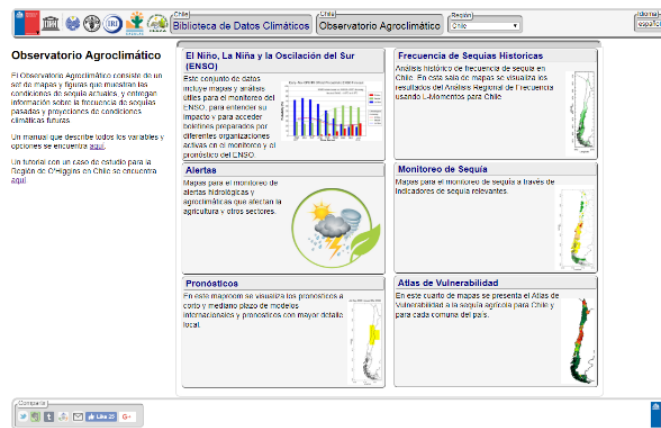 Chile
Biblioteca de Datos Climáticos
Chile
Observatorio Agroclimático
Región
Chile
Idioma
español
Observatorio Agroclimático
El Observatorio Agroclimático consiste de un
set de mapas y figuras que muestran las
condiciones de sequía actuales, y entregan
información sobre la frecuencia de sequías
pasadas y proyecciones de condiciones
climáticas futuras
Un manual que describe todos los variables y
opciones se encuentra aquí.
Un tutorial con un caso de estudio para la
Región de O'Higgins en Chile se encuentra
aquí
El Niño, La Niña y la Oscilación del Sur
(ENSO)
Este conjunto de datos
incluye mapas y análisis
útiles para el monitoreo del
ENSO, para entender su
impacto y para acceder
boletines preparados por
diferentes organizaciones
activas en el monitoreo y el
pronóstico del ENSO.
Frecuencia de Sequias Historicas
Análisis histórico de frecuencia de sequía en
Chile. En esta sala de mapas se visualiza los
resultados del Análisis Regional de Frecuencia
usando L-Momentos para Chile
Alertas
Mapas para el monitoreo de
alertas hidrológicas y
agroclimáticas que afectan la
agricultura y otros sectores.
Monitoreo de Sequía
Mapas para el monitoreo de sequía a través de
indicadores de sequía relevantes.
Pronósticos
En este maproom se visualiza los pronósticos a
corto y mediano plazo de modelos
internacionales y pronósticos con mayor detalle
local.
Atlas de Vulnerabilidad
En este cuarto de mapas se presenta el Atlas de
Vulnerabilidad a la sequía agrícola para Chile y
para cada comuna del país.
Compartir
Like
G+